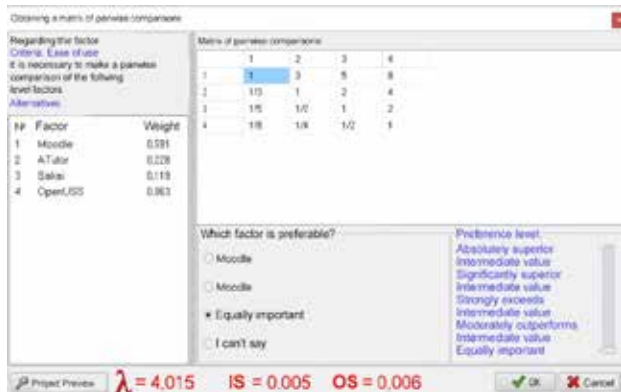 Obtaining a matrix of pairwise comparisons
Regarding the factor
Criteria: Ease of use
it is necessary to make a pairwise
comparison of the following
level factors
Alternatives
№ Factor Weight
1 Moodle 0,591
2 ATutor 0,228
3 Sakai 0,119
4 OpenUSS 0,063
Matrix of pairwise comparisons
1 2 3 4
1 1 3 5 8
2 1/3 1 2 4
3 1/5 1/2 1 2
4 1/8 1/4 1/2 1
Which factor is preferable?
Moodle
Moodle
Equally important
I can't say
Preference level:
Absolutely superior
Intermediate value
Significantly superior
Intermediate value
Strongly exceeds
Intermediate value
Moderately outperforms
Intermediate value
Equally important
Project Preview
λ = 4,015 IS = 0,005 OS = 0,006
OK
Cancel